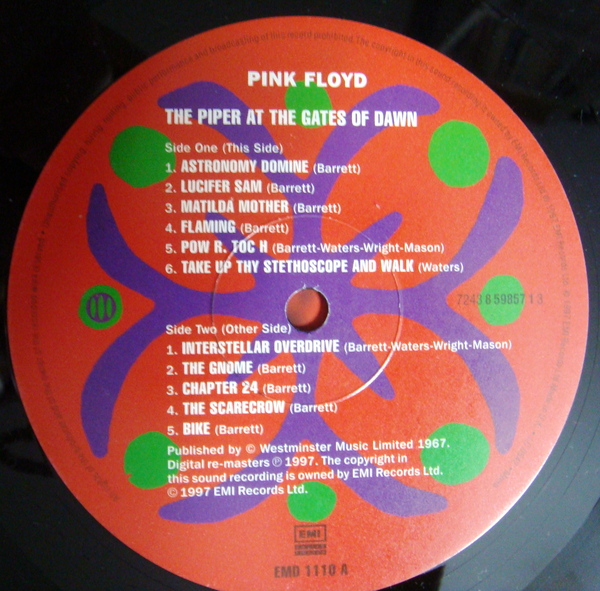 PINK FLOYD
THE PIPER AT THE GATES OF DAWN
Side One (This Side)
1. ASTRONOMY DOMINE (Barrett)
2. LUCIFER SAM (Barrett)
3. MATILDA MOTHER (Barrett)
4. FLAMING (Barrett)
5. POW R. TOC H (Barrett-Waters-Wright-Mason)
6. TAKE UP THY STETHOSCOPE AND WALK (Waters)
7243 8 59857 1 3
Side Two (Other Side)
1. INTERSTELLAR OVERDRIVE (Barrett-Waters-Wright-Mason)
2. THE GNOME (Barrett)
3. CHAPTER 24 (Barrett)
4. THE SCARECROW (Barrett)
5. BIKE (Barrett)
Published by © Westminster Music Limited 1967.
Digital re-masters ℗ 1997. The copyright in
this sound recording is owned by EMI Records Ltd.
© 1997 EMI Records Ltd.
EMI
EMD 1110 A